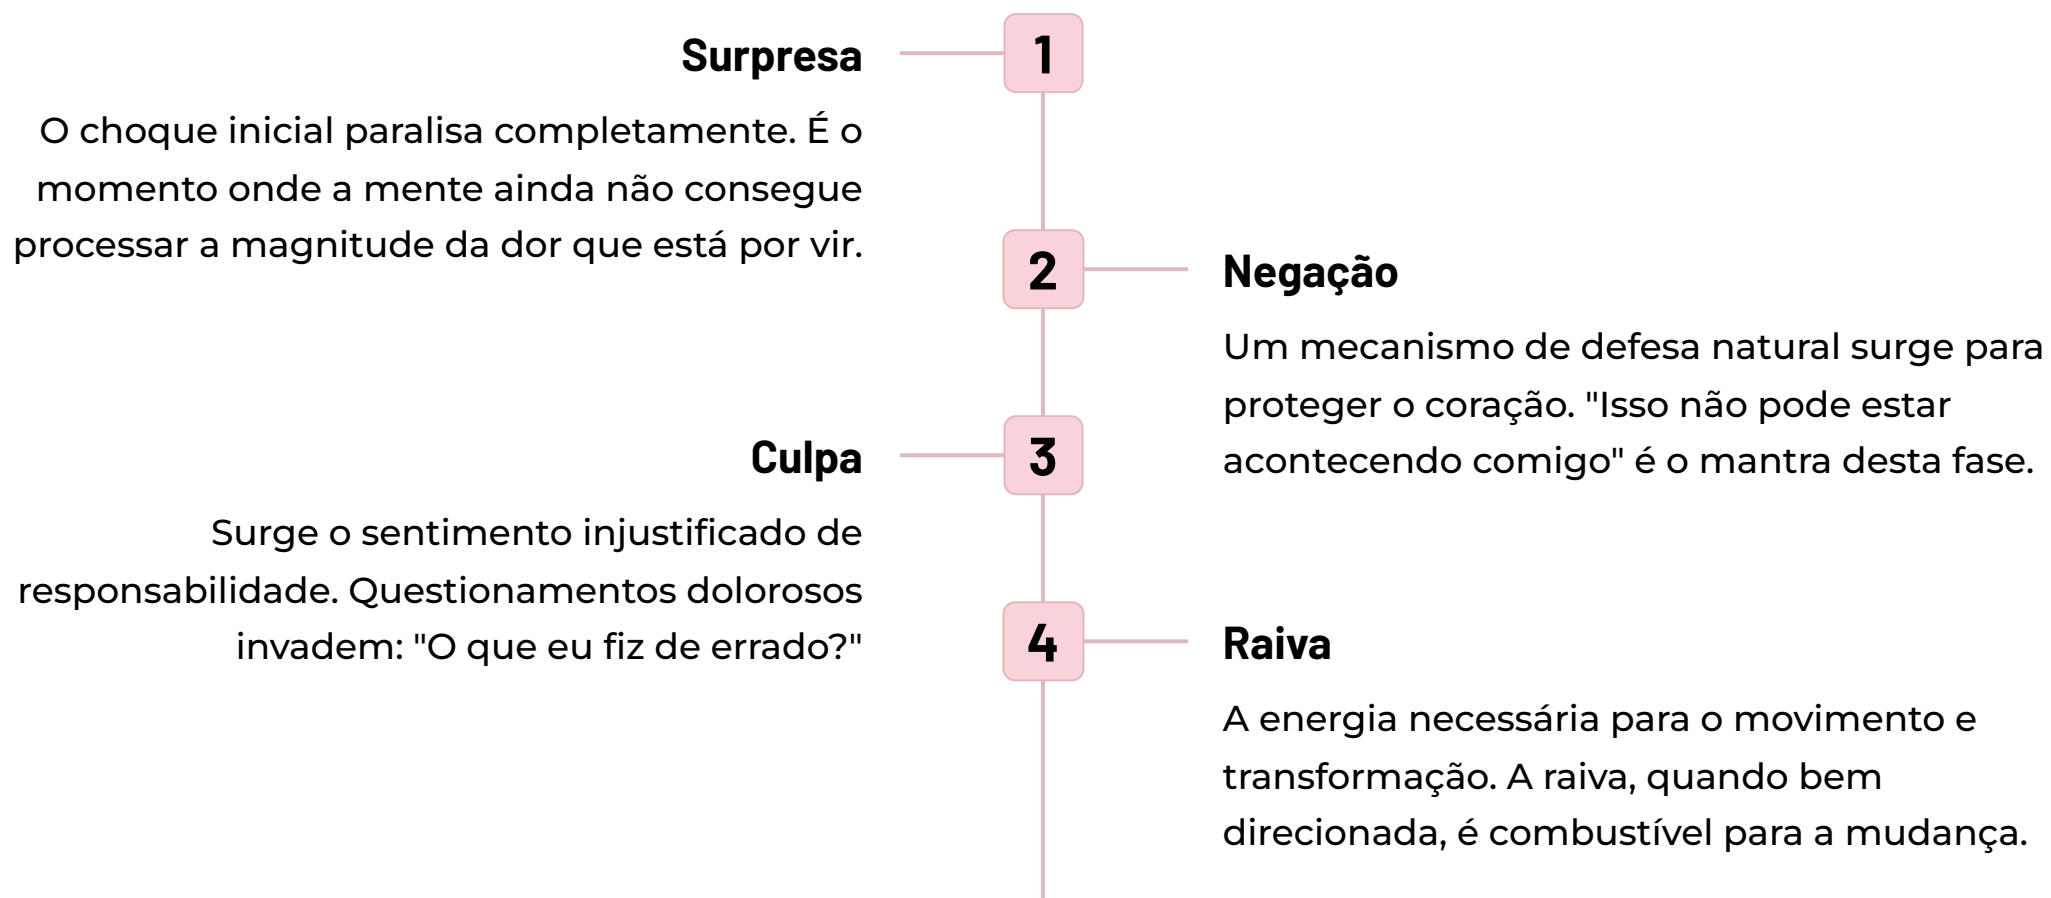 1
Surpresa
O choque inicial paralisa completamente. É o
momento onde a mente ainda não consegue
processar a magnitude da dor que está por vir.
2
Negação
Um mecanismo de defesa natural surge para
proteger o coração. "Isso não pode estar
acontecendo comigo" é o mantra desta fase.
3
Culpa
Surge o sentimento injustificado de
responsabilidade. Questionamentos dolorosos
invadem: "O que eu fiz de errado?"
4
Raiva
A energia necessária para o movimento e
transformação. A raiva, quando bem
direcionada, é combustível para a mudança.